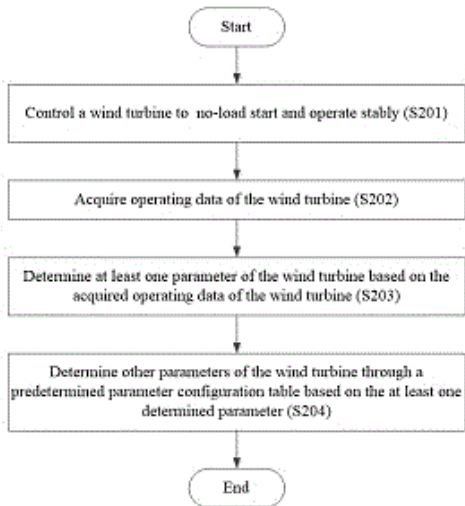 Start
Control a wind turbine to no-load start and operate stably (S201)
Acquire operating data of the wind turbine (S202)
Determine at least one parameter of the wind turbine based on the
acquired operating data of the wind turbine (S203)
Determine other parameters of the wind turbine through a
predetermined parameter configuration table based on the at least one
determined parameter (S204)
End